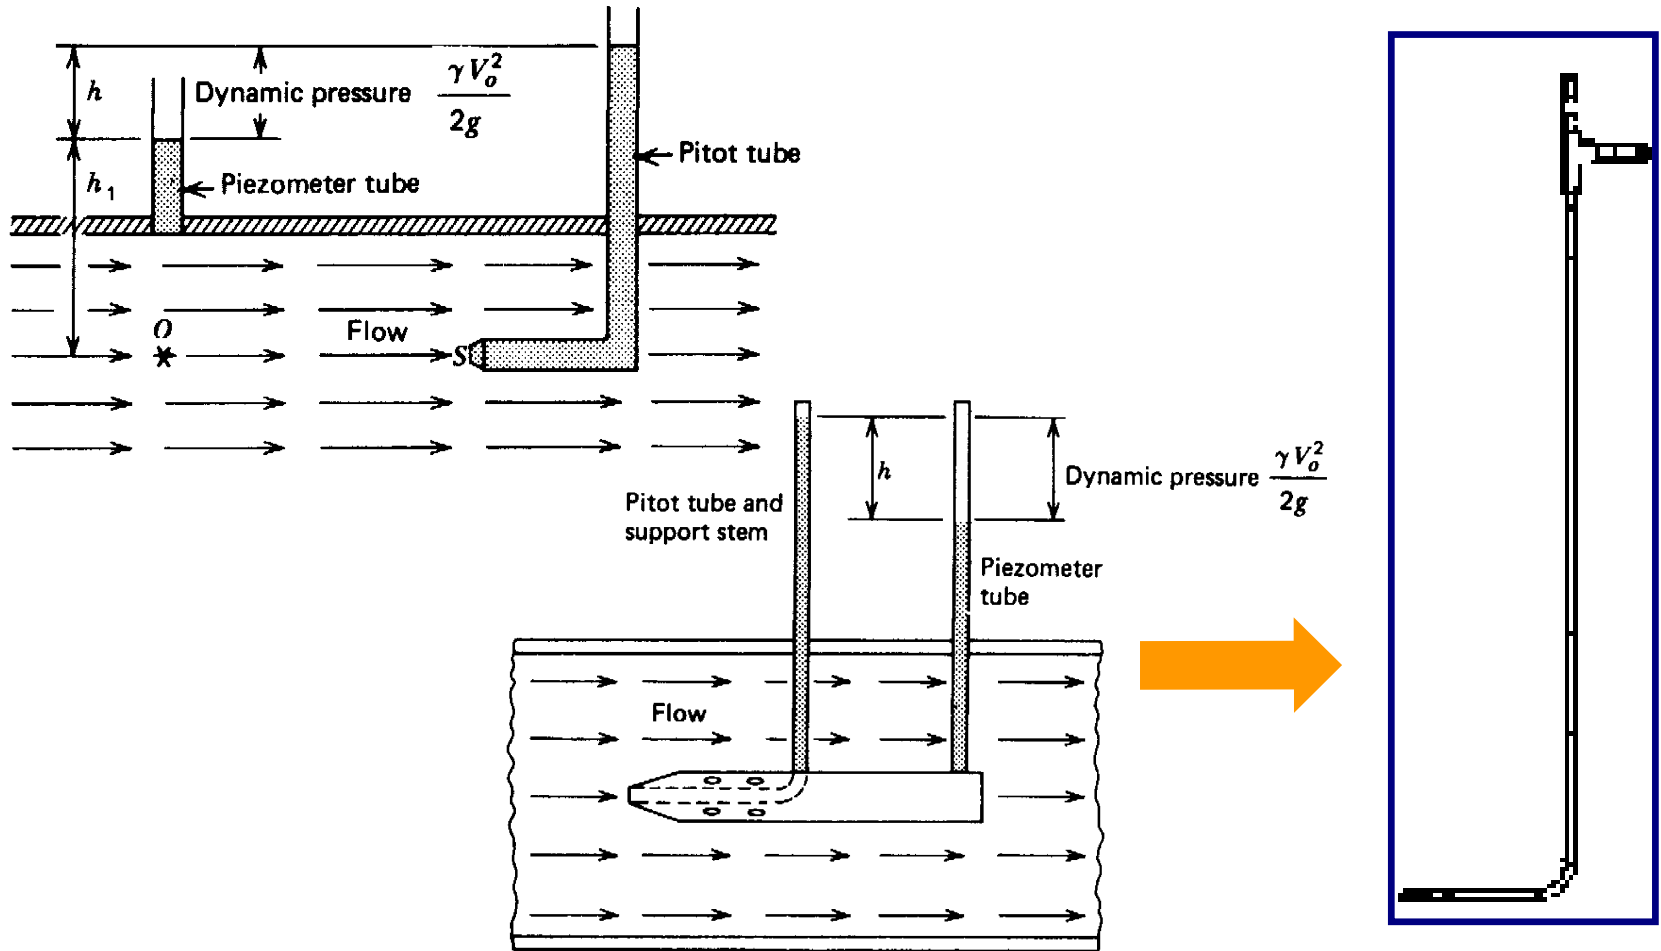 h
Dynamic pressure γV_o^2/2g
Pitot tube
h_1
Piezometer tube
O
Flow
S
h
Dynamic pressure γV_o^2/2g
Pitot tube and
support stem
Piezometer
tube
Flow